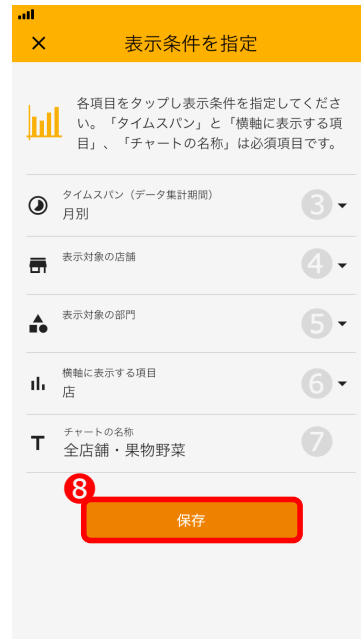 表示条件を指定
各項目をタップし表示条件を指定してくださ
い。「タイムスパン」と「横軸に表示する項
目」、「チャートの名称」は必須項目です。
タイムスパン（データ集計期間）
月別
3
表示対象の店舗
4
表示対象の部門
5
横軸に表示する項目
店
6
チャートの名称
全店舗・果物野菜
7
8
保存